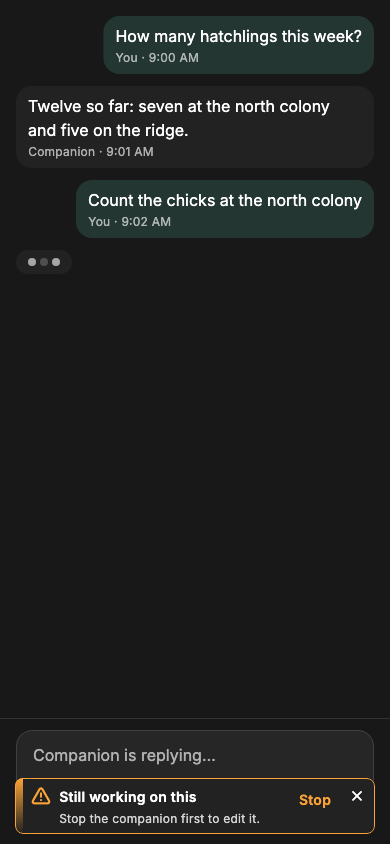 How many hatchlings this week?
You · 9:00 AM
Twelve so far: seven at the north colony
and five on the ridge.
Companion · 9:01 AM
Count the chicks at the north colony
You · 9:02 AM
Companion is replying...
Still working on this
Stop
Stop the companion first to edit it.